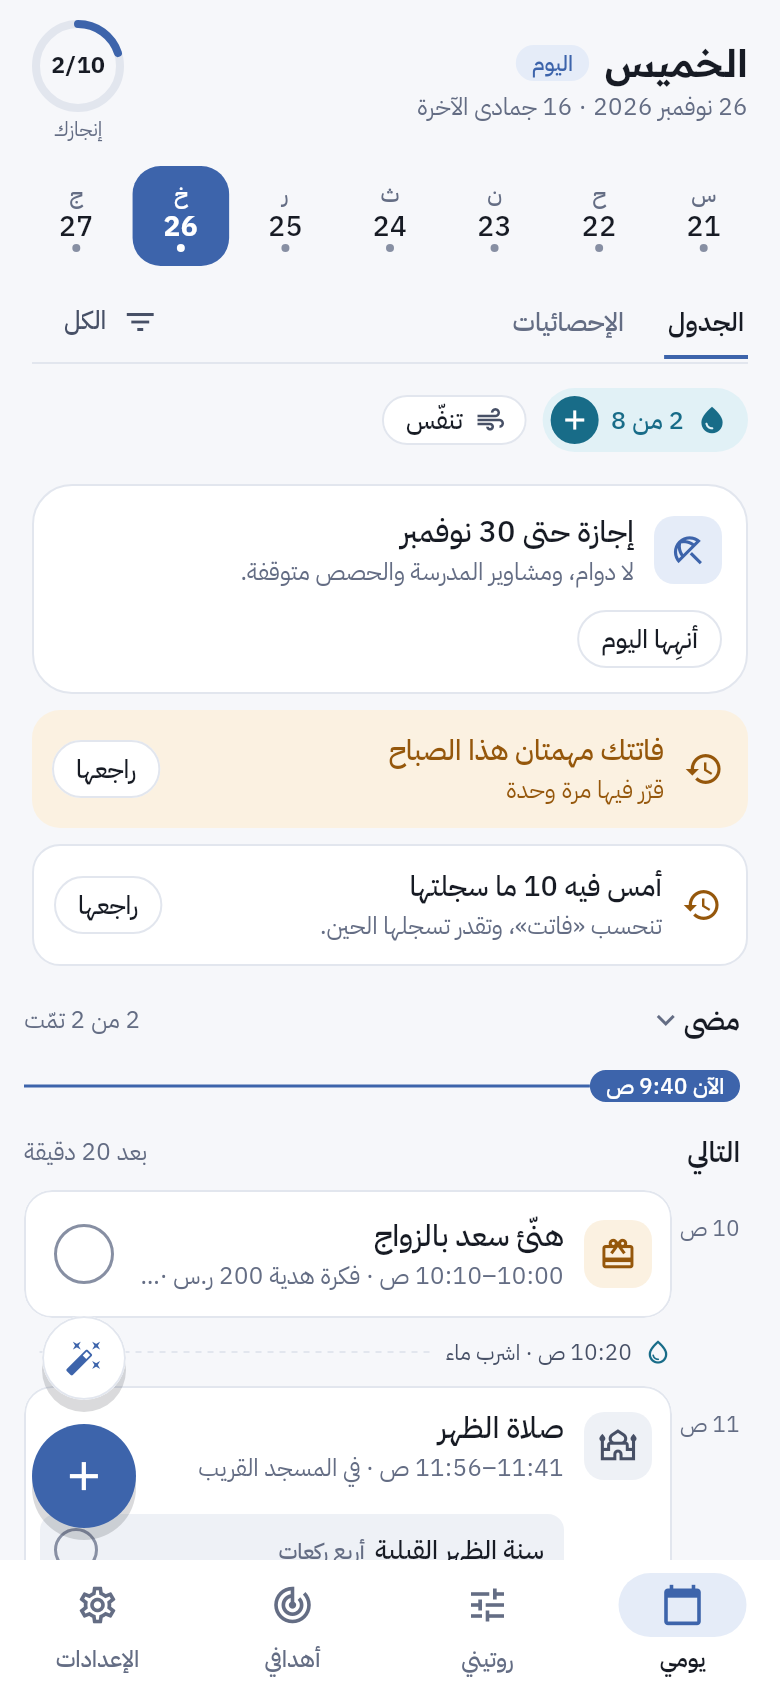 الخميس اليوم
26 نوفمبر 2026 · 16 جمادى الآخرة
2/10
إنجازك
س ح ن ث ر خ ج
21 22 23 24 25 26 27
الجدول الإحصائيات الكل
2 من 8 تنفّس
إجازة حتى 30 نوفمبر
لا دوام، ومشاوير المدرسة والحصص متوقفة.
أنهِها اليوم
فاتتك مهمتان هذا الصباح
قرّر فيها مرة وحدة
راجعها
أمس فيه 10 ما سجلتها
تنحسب «فاتت»، وتقدر تسجلها الحين.
راجعها
مضى 2 من 2 تمّت
الآن 9:40 ص
التالي بعد 20 دقيقة
10 ص
هنّئ سعد بالزواج
10:00–10:10 ص · فكرة هدية 200 ر.س ·...
10:20 ص · اشرب ماء
11 ص
صلاة الظهر
11:41–11:56 ص · في المسجد القريب
سنة الظهر القبلية أربع ركعات
يومي روتيني أهدافي الإعدادات